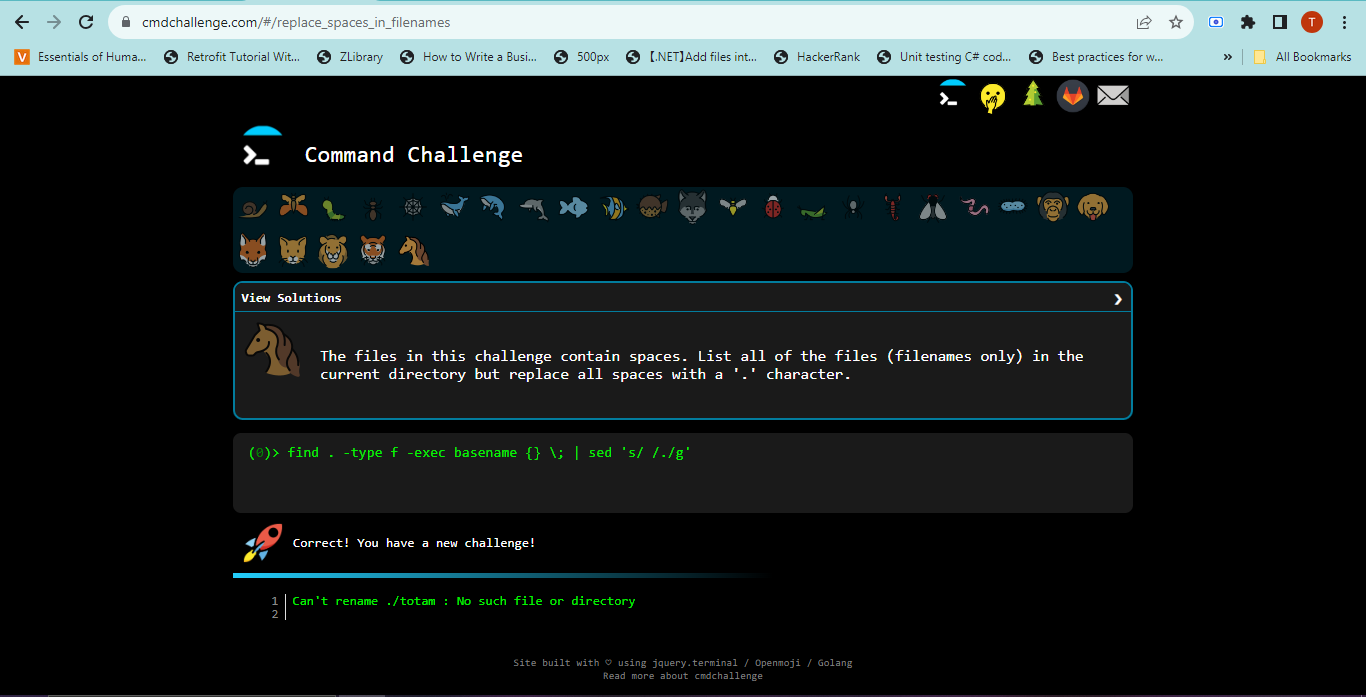 cmdchallenge.com/#/replace_spaces_in_filenames
T
V Essentials of Huma... Retrofit Tutorial Wit... ZLibrary How to Write a Busi... 500px 【.NET】Add files int... HackerRank Unit testing C# cod... Best practices for w... » All Bookmarks
Command Challenge
View Solutions
The files in this challenge contain spaces. List all of the files (filenames only) in the
current directory but replace all spaces with a '.' character.
(0)> find . -type f -exec basename {} \; | sed 's/ /./g'
Correct! You have a new challenge!
1 Can't rename ./totam : No such file or directory
2
Site built with ♡ using jquery.terminal / Openmoji / Golang
Read more about cmdchallenge